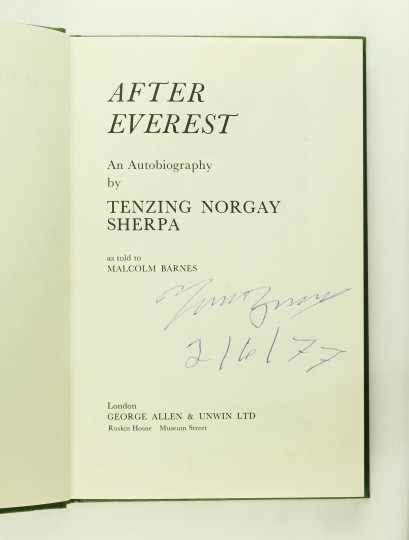 AFTER
EVEREST
An Autobiography
by
TENZING NORGAY
SHERPA
as told to
MALCOLM BARNES
2/6/77
London
GEORGE ALLEN & UNWIN LTD
Ruskin House Museum Street